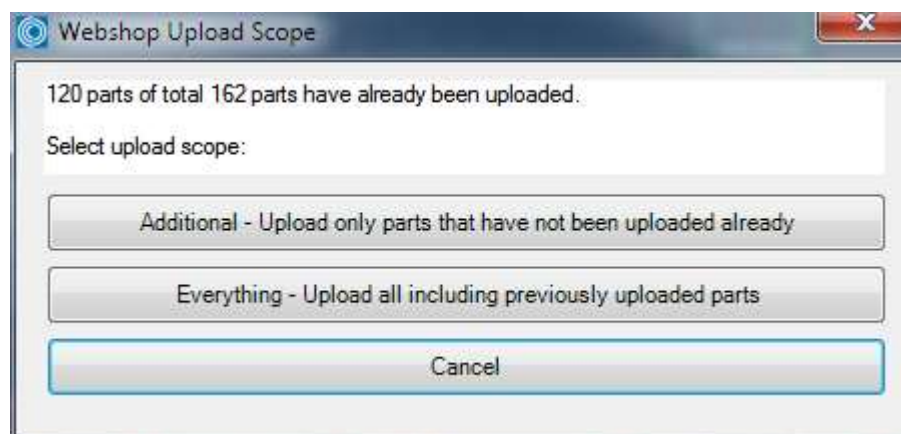 Webshop Upload Scope
120 parts of total 162 parts have already been uploaded.
Select upload scope:
Additional - Upload only parts that have not been uploaded already
Everything - Upload all including previously uploaded parts
Cancel